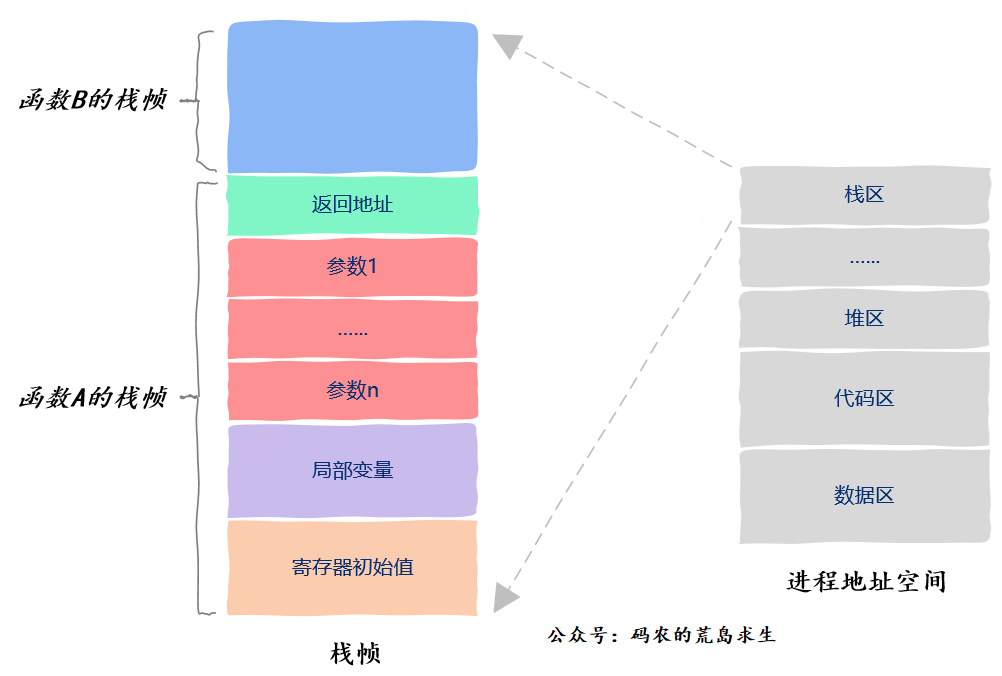 函数B的栈帧
返回地址
参数1
……
参数n
函数A的栈帧
局部变量
寄存器初始值
栈帧
栈区
……
堆区
代码区
数据区
进程地址空间
公众号：码农的荒岛求生